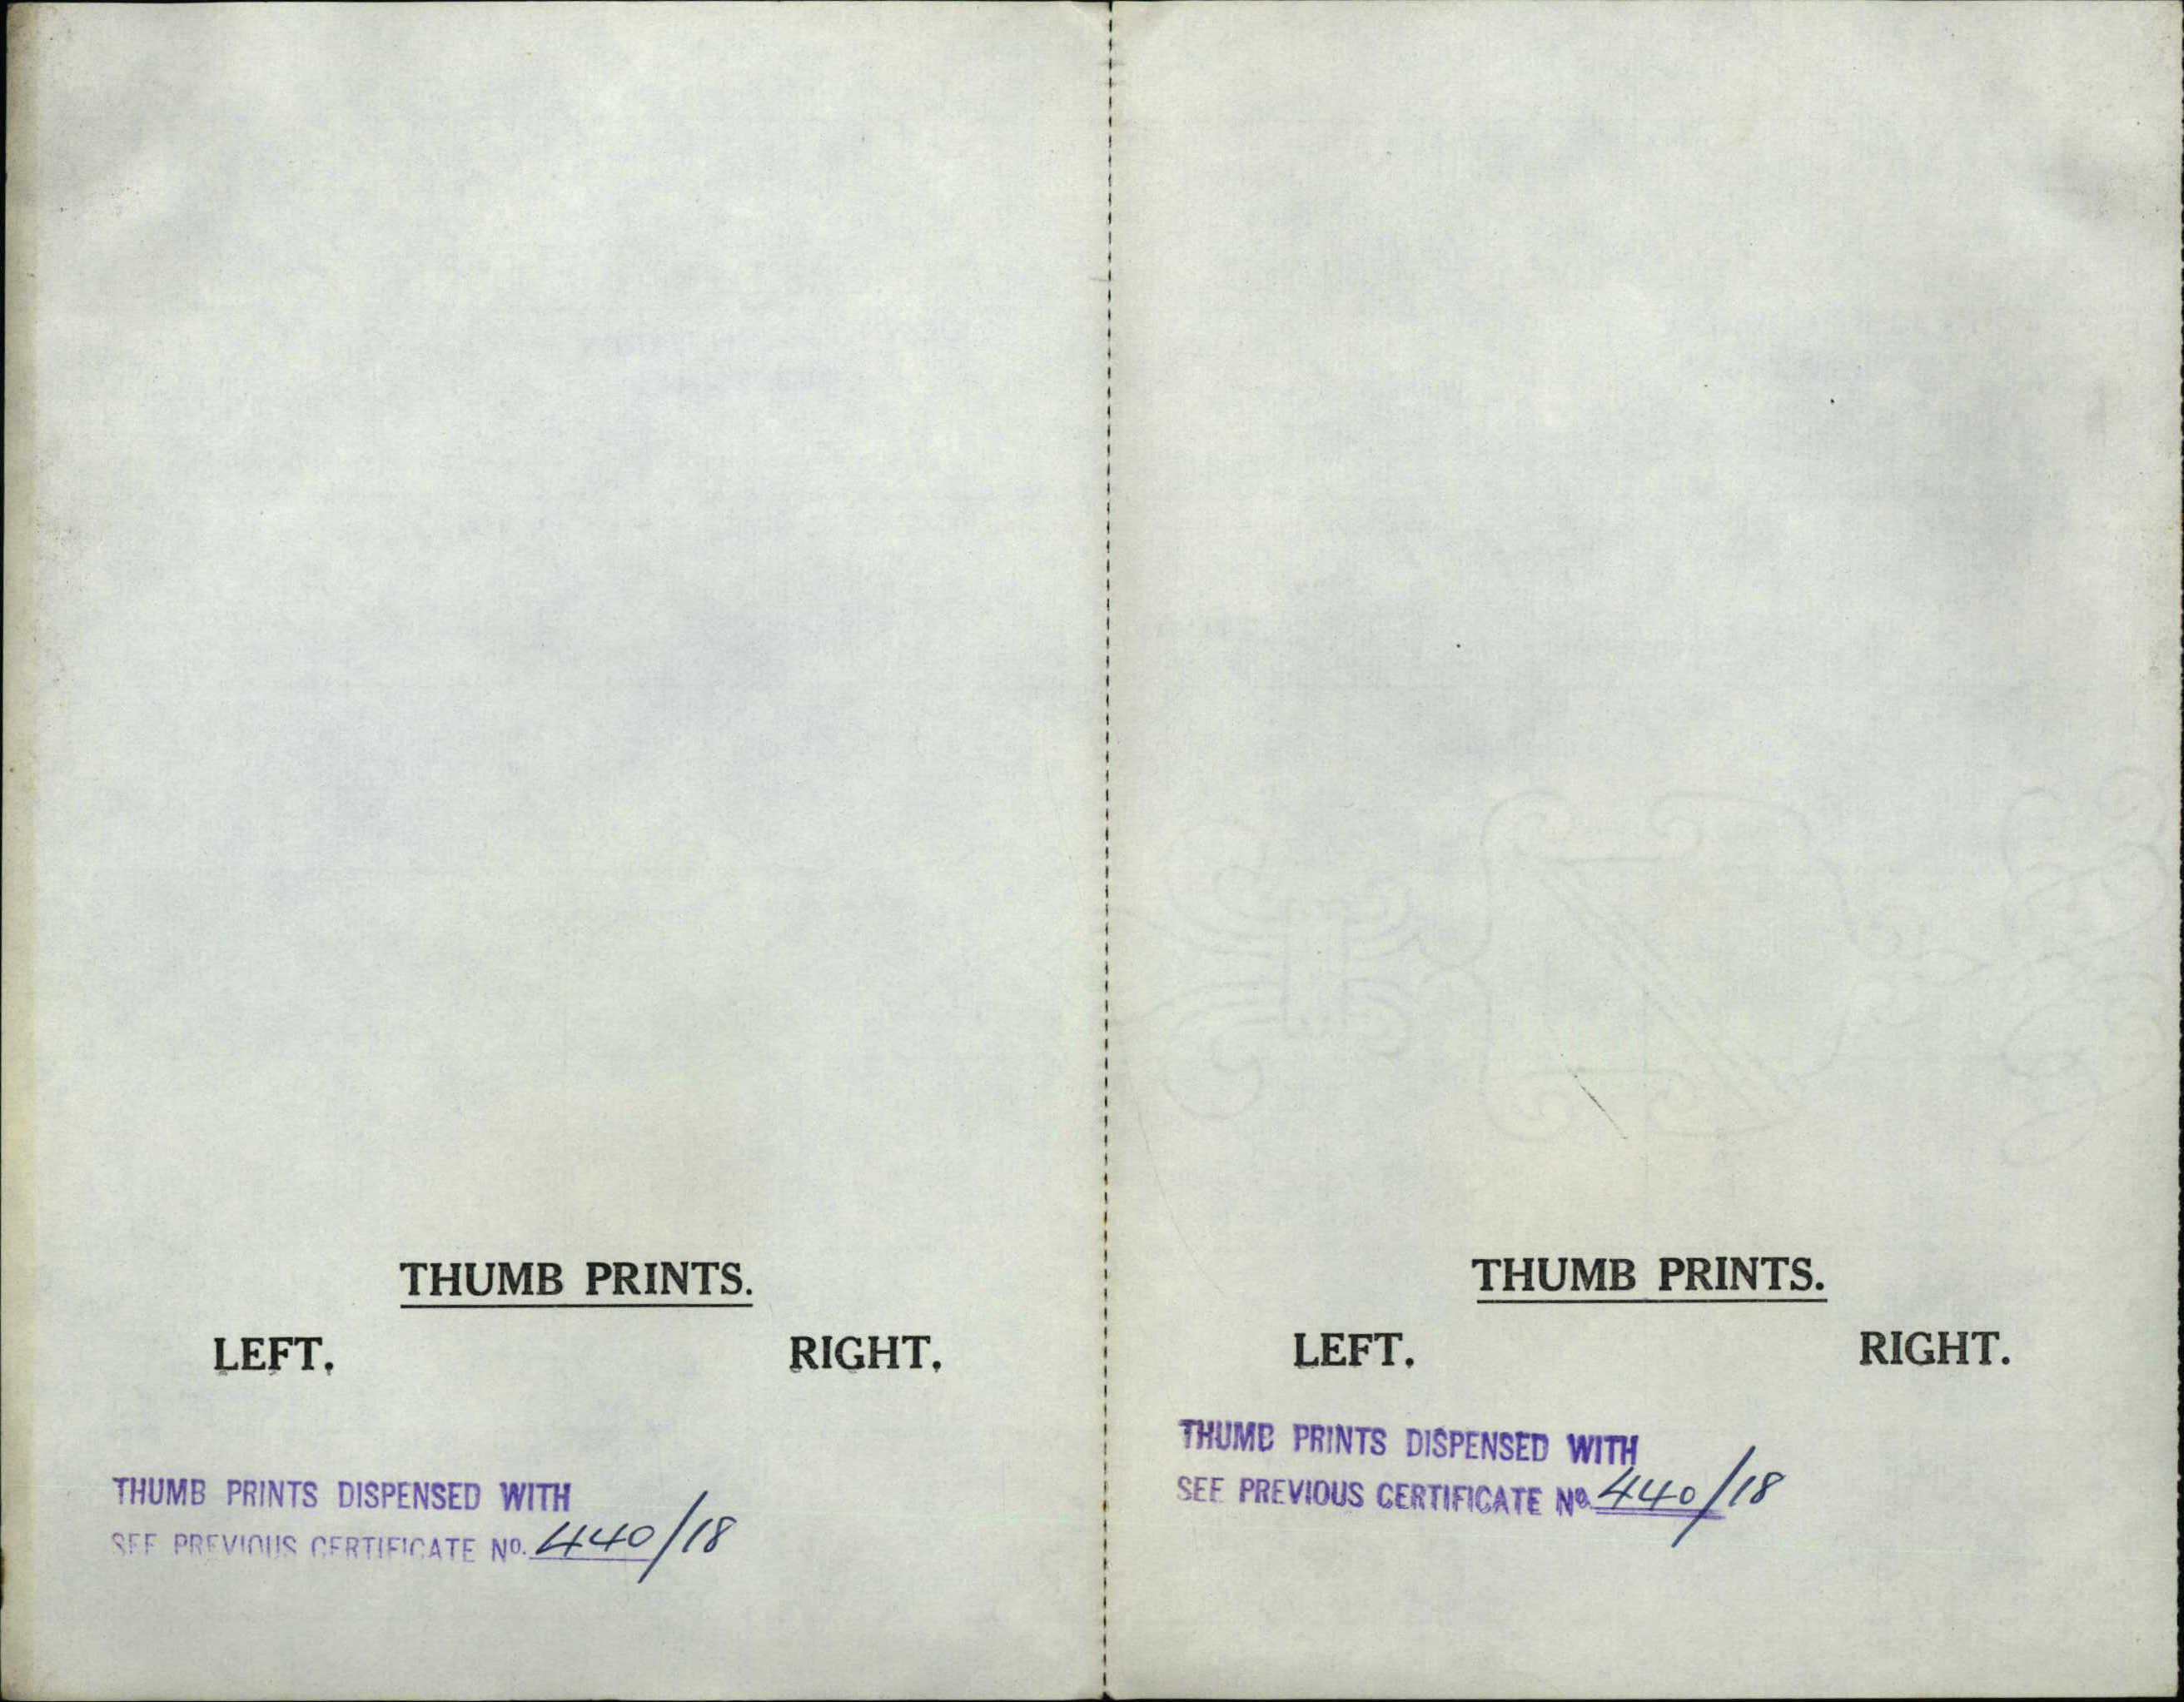 THUMB PRINTS.
LEFT. RIGHT.
THUMB PRINTS DISPENSED WITH
SEE PREVIOUS CERTIFICATE No. 440/18
THUMB PRINTS.
LEFT. RIGHT.
THUMB PRINTS DISPENSED WITH
SEE PREVIOUS CERTIFICATE No. 440/18